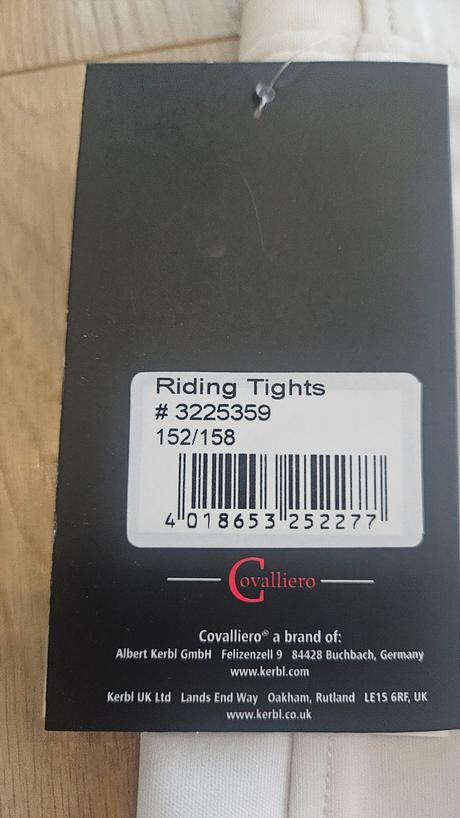 Riding Tights
# 3225359
152/158
4 018653 252277
Covalliero
Covalliero® a brand of:
Albert Kerbl GmbH Felizenzell 9 84428 Buchbach, Germany
www.kerbl.com
Kerbl UK Ltd Lands End Way Oakham, Rutland LE15 6RF, UK
www.kerbl.co.uk